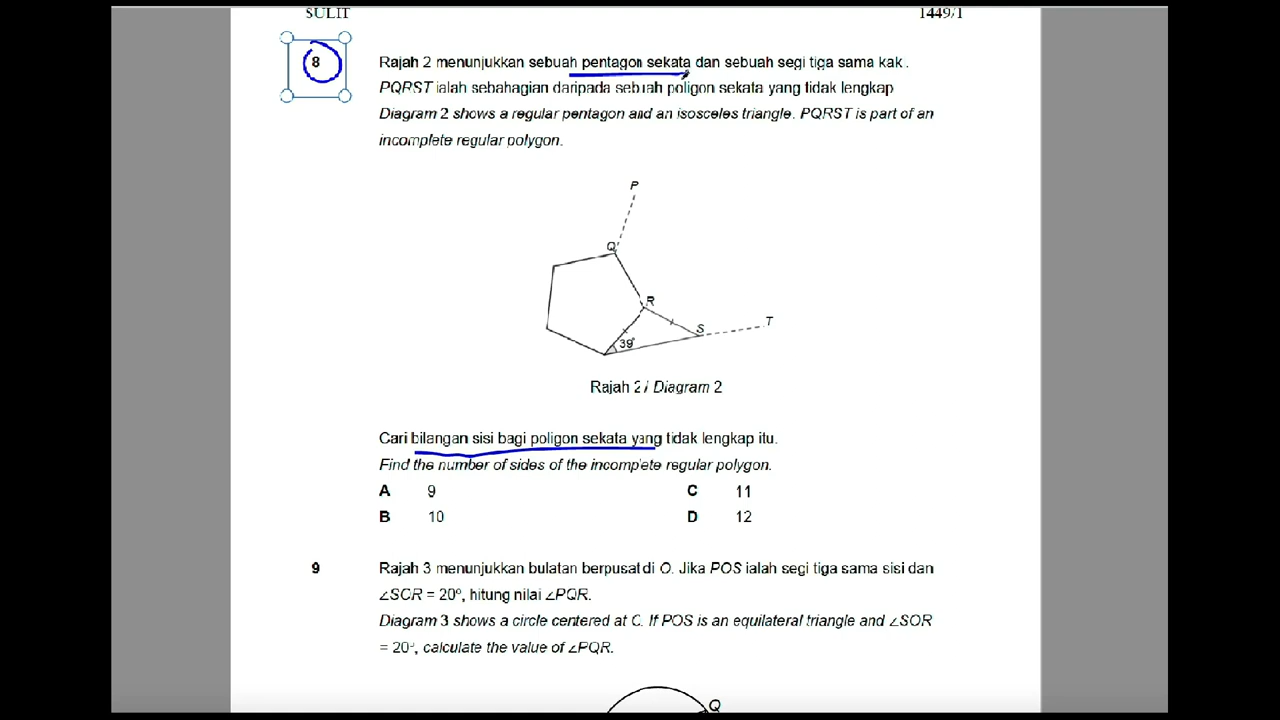 SULIT 1449/1
8 Rajah 2 menunjukkan sebuah pentagon sekata dan sebuah segi tiga sama kak .
PQRST ialah sebahagian daripada sebuah poligon sekata yang tidak lengkap
Diagram 2 shows a regular pentagon and an isosceles triangle. PQRST is part of an
incomplete regular polygon.
P
Q
R
S T
39°
Rajah 2 / Diagram 2
Cari bilangan sisi bagi poligon sekata yang tidak lengkap itu.
Find the number of sides of the incomplete regular polygon.
A 9 C 11
B 10 D 12
9 Rajah 3 menunjukkan bulatan berpusat di O. Jika POS ialah segi tiga sama sisi dan
∠SOR = 20°, hitung nilai ∠PQR.
Diagram 3 shows a circle centered at O. If POS is an equilateral triangle and ∠SOR
= 20°, calculate the value of ∠PQR.
Q